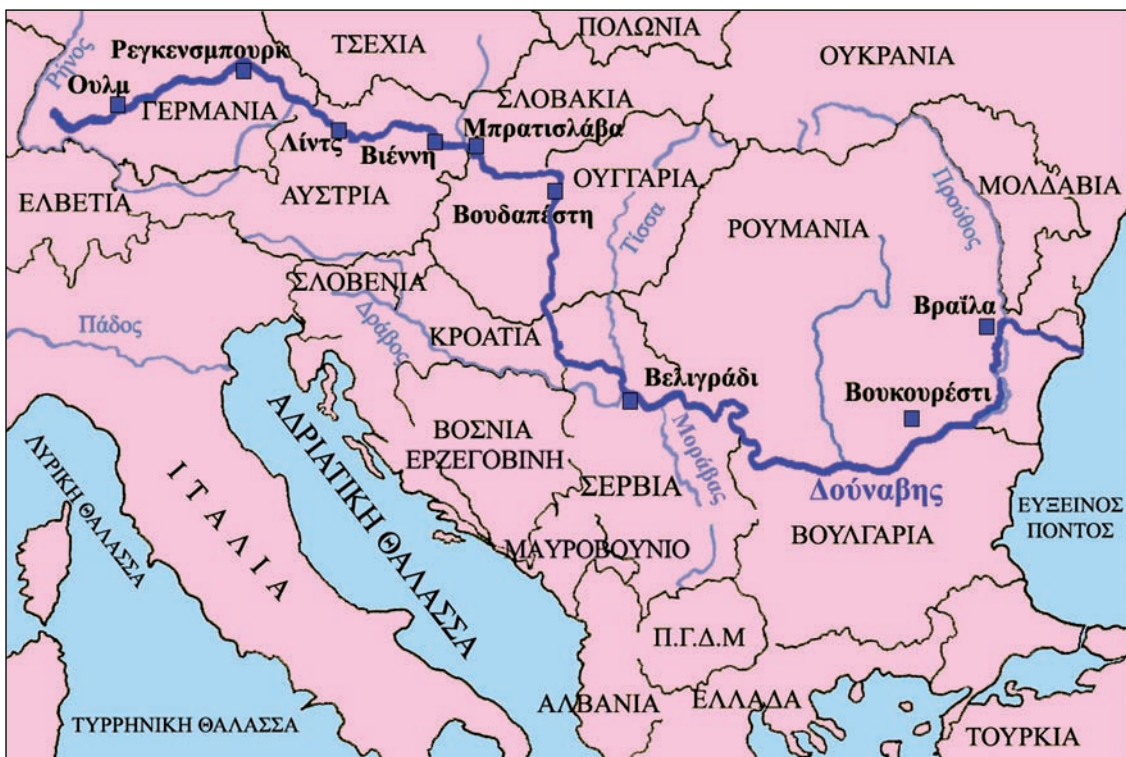 ΠΟΛΩΝΙΑ
Ρήνος
Ρεγκενσμπουρκ
ΤΣΕΧΙΑ
ΟΥΚΡΑΝΙΑ
Ουλμ
ΓΕΡΜΑΝΙΑ
ΣΛΟΒΑΚΙΑ
Λίντς
Βιέννη
Μπρατισλάβα
ΕΛΒΕΤΙΑ
ΑΥΣΤΡΙΑ
Βουδαπέστη
ΟΥΓΓΑΡΙΑ
Τίσσα
ΡΟΥΜΑΝΙΑ
Προύθος
ΜΟΛΔΑΒΙΑ
ΣΛΟΒΕΝΙΑ
Πάδος
Δράβος
ΚΡΟΑΤΙΑ
Βραΐλα
Βελιγράδι
Βουκουρέστι
ΒΟΣΝΙΑ
ΕΡΖΕΓΟΒΙΝΗ
Μοράβας
ΣΕΡΒΙΑ
Δούναβης
ΛΥΡΙΚΗ ΘΑΛΑΣΣΑ
ΙΤΑΛΙΑ
ΑΔΡΙΑΤΙΚΗ ΘΑΛΑΣΣΑ
ΕΥΞΕΙΝΟΣ
ΠΟΝΤΟΣ
ΜΑΥΡΟΒΟΥΝΙΟ
ΒΟΥΛΓΑΡΙΑ
Π.Γ.Δ.Μ
ΑΛΒΑΝΙΑ
ΕΛΛΑΔΑ
ΤΥΡΡΗΝΙΚΗ ΘΑΛΑΣΣΑ
ΤΟΥΡΚΙΑ